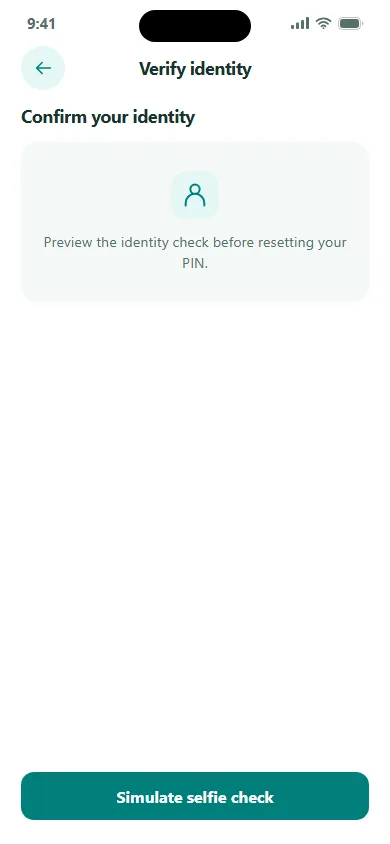 9:41
Verify identity
Confirm your identity
Preview the identity check before resetting your
PIN.
Simulate selfie check